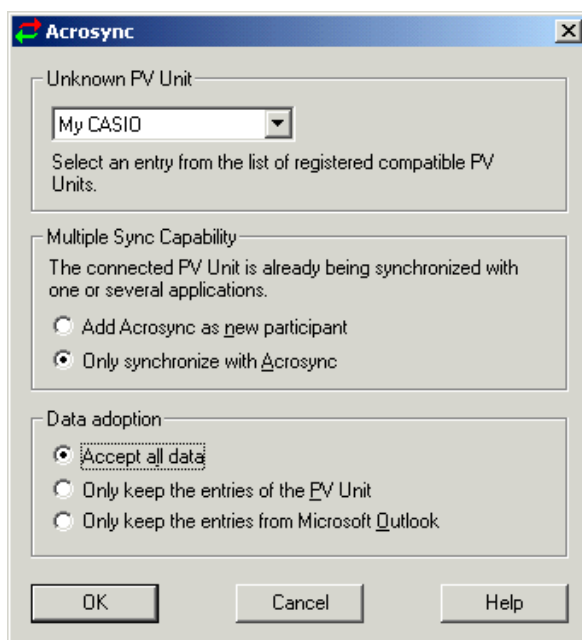 Acrosync
Unknown PV Unit
My CASIO
Select an entry from the list of registered compatible PV
Units.
Multiple Sync Capability
The connected PV Unit is already being synchronized with
one or several applications.
Add Acrosync as new participant
Only synchronize with Acrosync
Data adoption
Accept all data
Only keep the entries of the PV Unit
Only keep the entries from Microsoft Outlook
OK Cancel Help